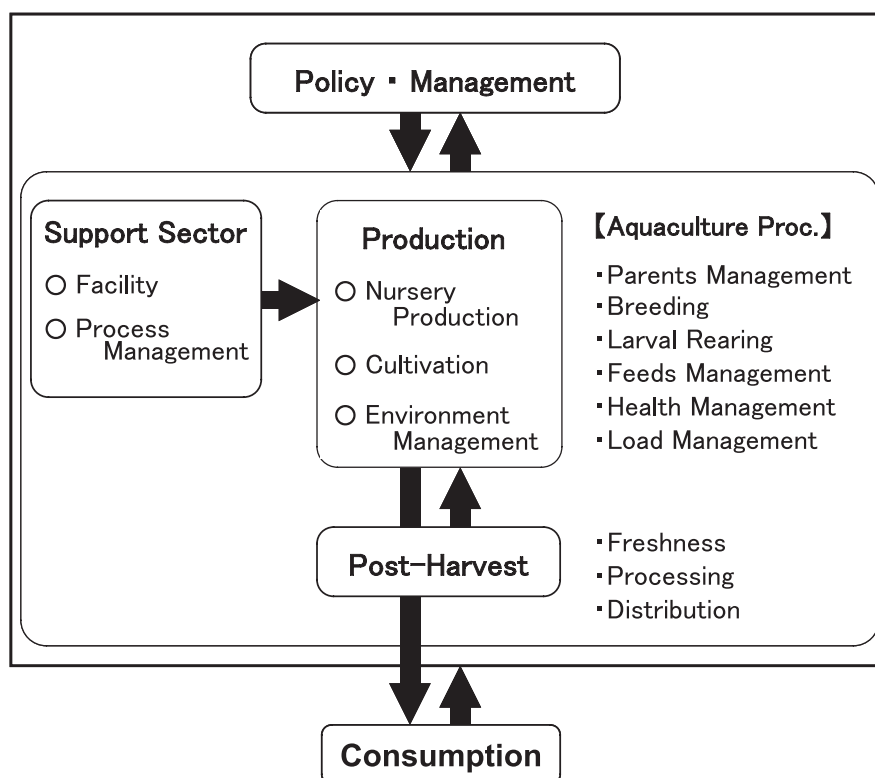 Policy・Management
Support Sector
○ Facility
○ Process
Management
Production
○ Nursery
Production
○ Cultivation
○ Environment
Management
【Aquaculture Proc.】
・Parents Management
・Breeding
・Larval Rearing
・Feeds Management
・Health Management
・Load Management
Post-Harvest
・Freshness
・Processing
・Distribution
Consumption